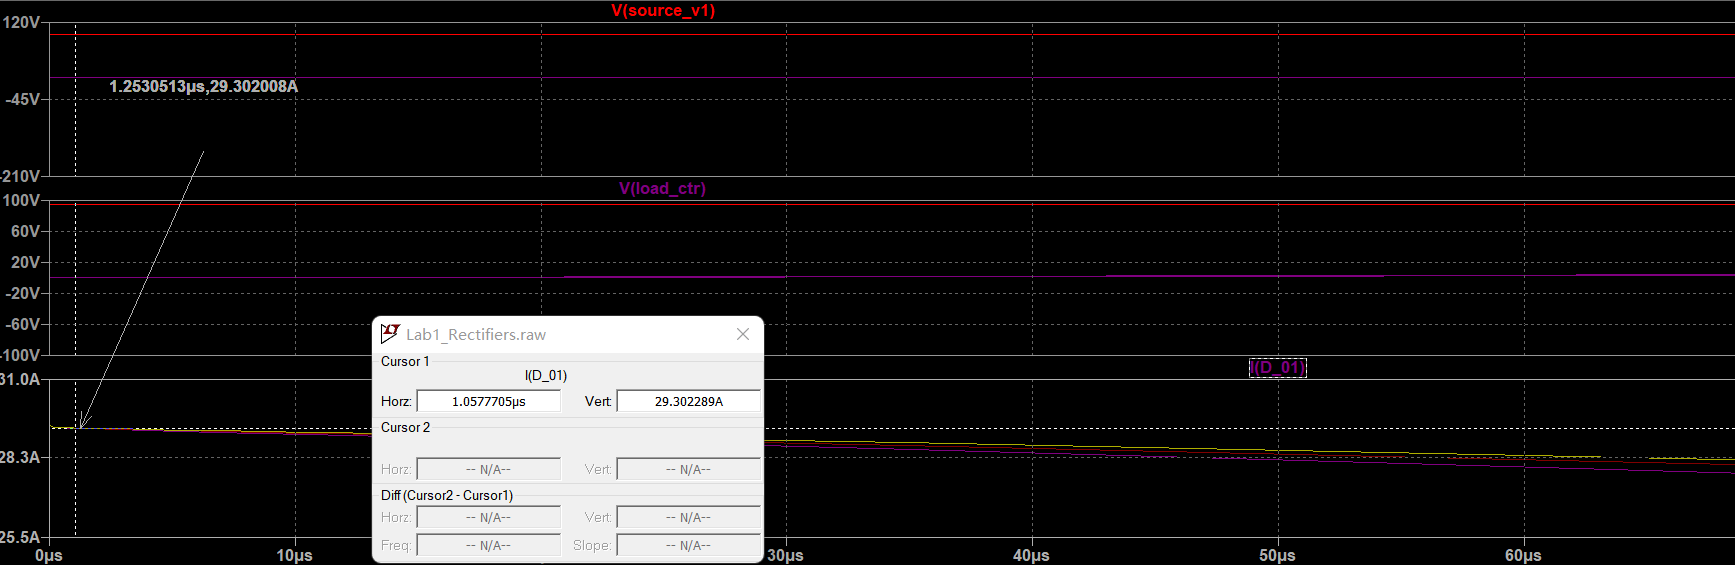 V(source_v1)
120V
1.2530513µs,29.302008A
-45V
-210V
V(load_ctr)
100V
60V
20V
-20V
-60V
-100V
I(D_01)
31.0A
28.3A
25.5A
0µs 10µs 30µs 40µs 50µs 60µs
LT Lab1_Rectifiers.raw
Cursor 1
I(D_01)
Horz: 1.0577705µs Vert: 29.302289A
Cursor 2
Horz: -- N/A-- Vert: -- N/A--
Diff (Cursor2 - Cursor1)
Horz: -- N/A-- Vert: -- N/A--
Freq: -- N/A-- Slope: -- N/A--